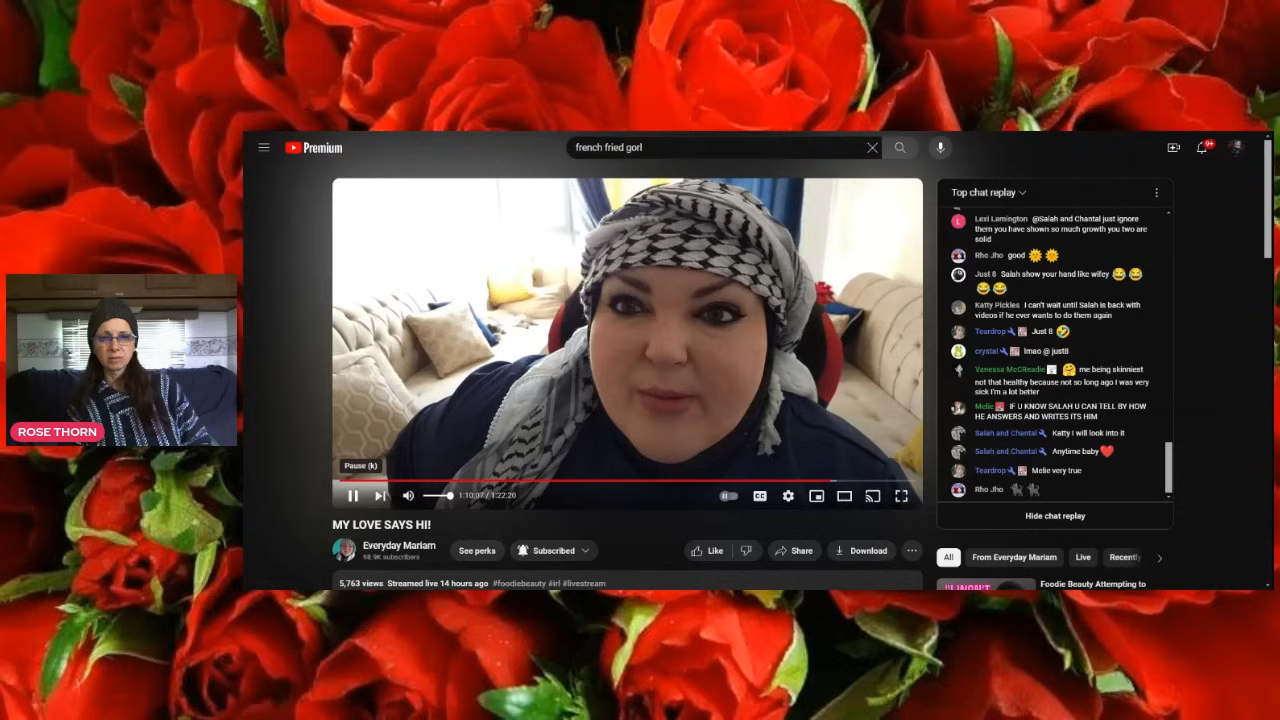 Premium
french fried gorl
9+
Top chat replay
Lexi Lamington @Salah and Chantal just ignore
them you have shown so much growth you two are
solid
Rho Jho good
Just 8 Salah show your hand like wifey
Katty Pickles I can't wait until Salah is back with
videos if he ever wants to do them again
Teardrop Just 8
crystal lmao @ just8
Vanessa McCReadie me being skinniest
not that healthy because not so long ago I was very
sick I'm a lot better
Melie IF U KNOW SALAH U CAN TELL BY HOW
HE ANSWERS AND WRITES ITS HIM
Salah and Chantal Katty I will look into it
Salah and Chantal Anytime baby
Teardrop Melie very true
Rho Jho
Hide chat replay
ROSE THORN
Pause (k)
1:10:07 / 1:22:20
CC
MY LOVE SAYS HI!
Everyday Mariam
98.9K subscribers
See perks
Subscribed
Like
Share
Download
5,763 views Streamed live 14 hours ago #foodiebeauty #irl #livestream
All
From Everyday Mariam
Live
Recently
"I WON'T
Foodie Beauty Attempting to